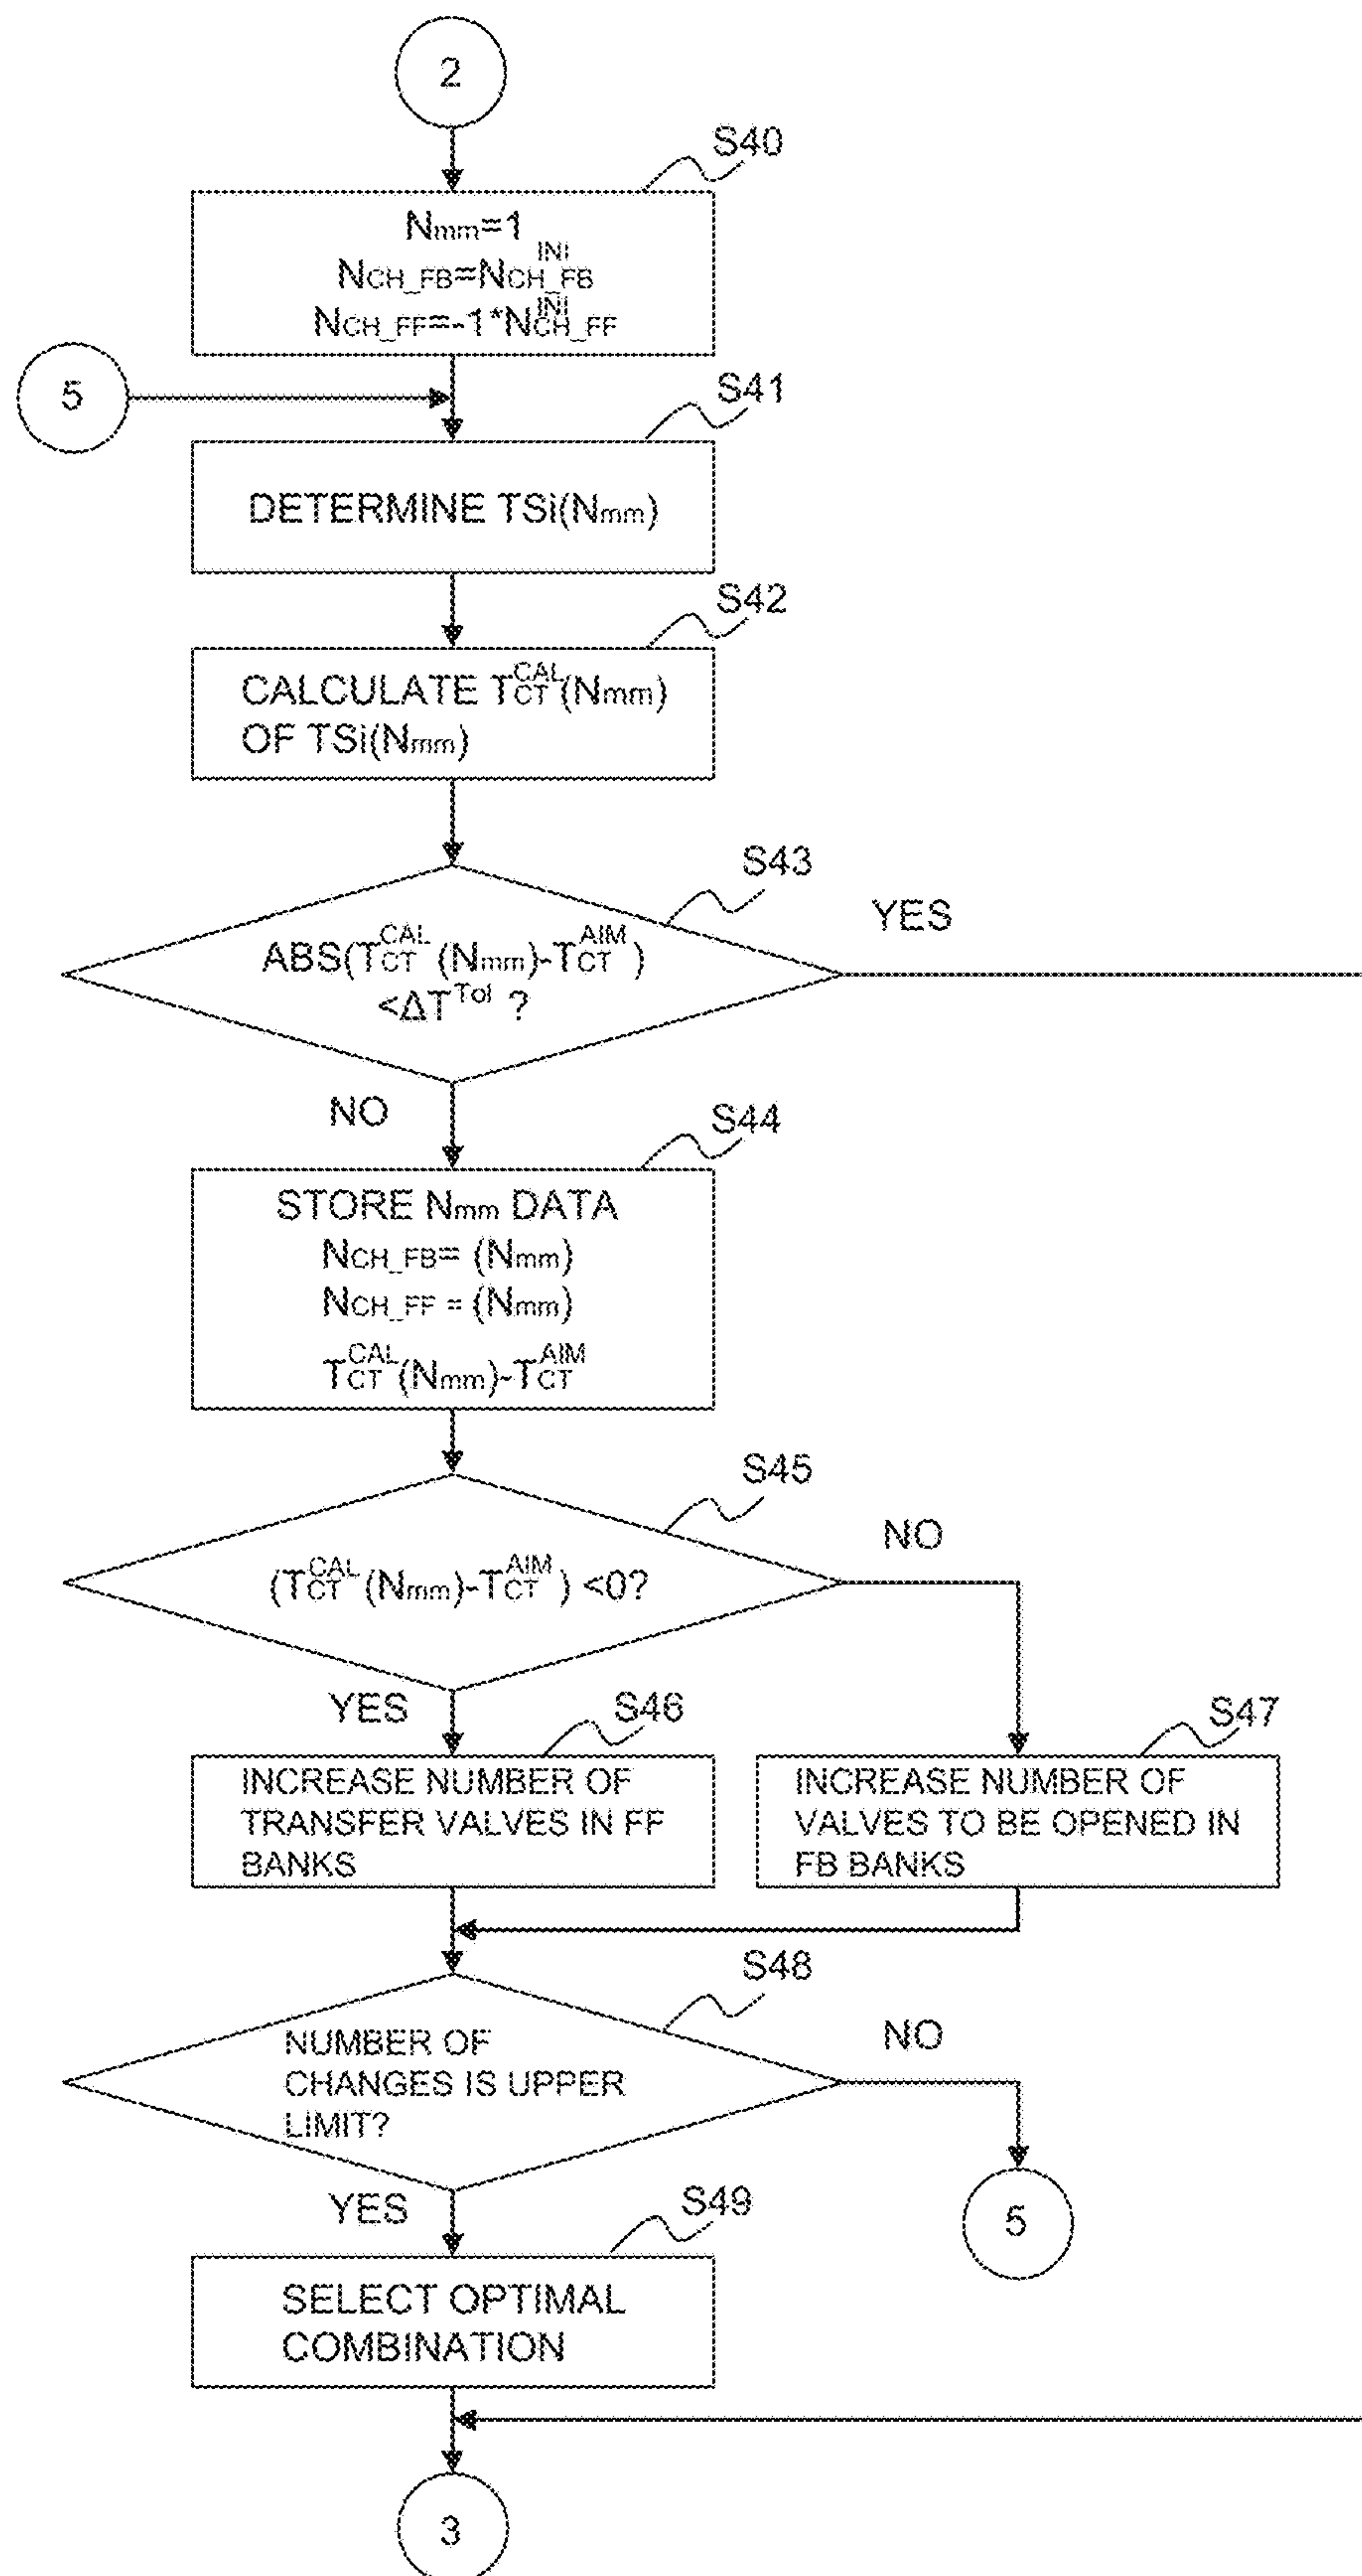 2
S40
Nmm=1
NCH_FB=NCH_FB INI
NCH_FF=-1*NCH_FF INI
5
S41
DETERMINE TSi(Nmm)
S42
CALCULATE TCT CAL(Nmm)
OF TSi(Nmm)
S43
YES
ABS(TCT CAL(Nmm)-TCT AIM)
<ΔT Tol ?
NO
S44
STORE Nmm DATA
NCH_FB= (Nmm)
NCH_FF = (Nmm)
TCT CAL(Nmm)-TCT AIM
S45
NO
(TCT CAL(Nmm)-TCT AIM) <0?
YES
S46
S47
INCREASE NUMBER OF
TRANSFER VALVES IN FF
BANKS
INCREASE NUMBER OF
VALVES TO BE OPENED IN
FB BANKS
S48
NO
NUMBER OF
CHANGES IS UPPER
LIMIT?
YES
S49
5
SELECT OPTIMAL
COMBINATION
3